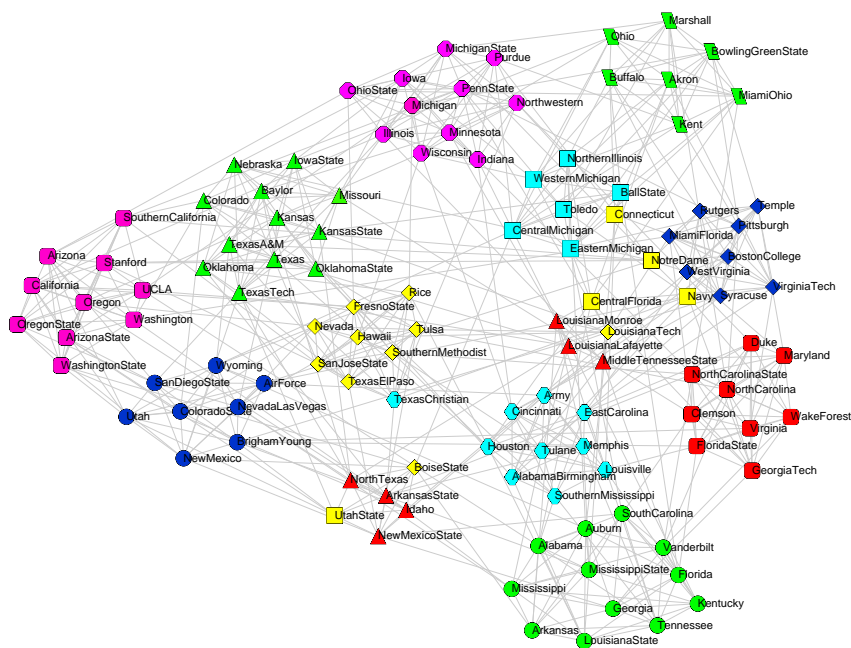 Marshall
Ohio
MichiganState
BowlingGreenState
Purdue
Iowa
Buffalo
Akron
OhioState
PennState
MiamiOhio
Michigan
Northwestern
Kent
Illinois
Minnesota
Wisconsin
Indiana
NorthernIllinois
Nebraska
IowaState
WesternMichigan
Baylor
BallState
Colorado
Missouri
Toledo
Rutgers
Temple
SouthernCalifornia
Kansas
Connecticut
Pittsburgh
KansasState
CentralMichigan
MiamiFlorida
TexasA&M
EasternMichigan
Arizona
Stanford
Texas
NotreDame
BostonCollege
Oklahoma
OklahomaState
WestVirginia
California
UCLA
TexasTech
Rice
Navy
Syracuse
VirginiaTech
Oregon
FresnoState
CentralFlorida
OregonState
Washington
Nevada
Tulsa
LouisianaMonroe
LouisianaTech
ArizonaState
Hawaii
Duke
LouisianaLafayette
SouthernMethodist
Maryland
WashingtonState
Wyoming
SanJoseState
MiddleTennesseeState
SanDiegoState
AirForce
TexasElPaso
NorthCarolinaState
NorthCarolina
TexasChristian
Army
Utah
NevadaLasVegas
Cincinnati
EastCarolina
Clemson
WakeForest
Virginia
BrighamYoung
Houston
Tulane
Memphis
FloridaState
NewMexico
BoiseState
Louisville
GeorgiaTech
NorthTexas
AlabamaBirmingham
ArkansasState
SouthernMississippi
Idaho
UtahState
SouthCarolina
Auburn
NewMexicoState
Alabama
Vanderbilt
MississippiState
Florida
Mississippi
Georgia
Kentucky
Arkansas
Tennessee
LouisianaState